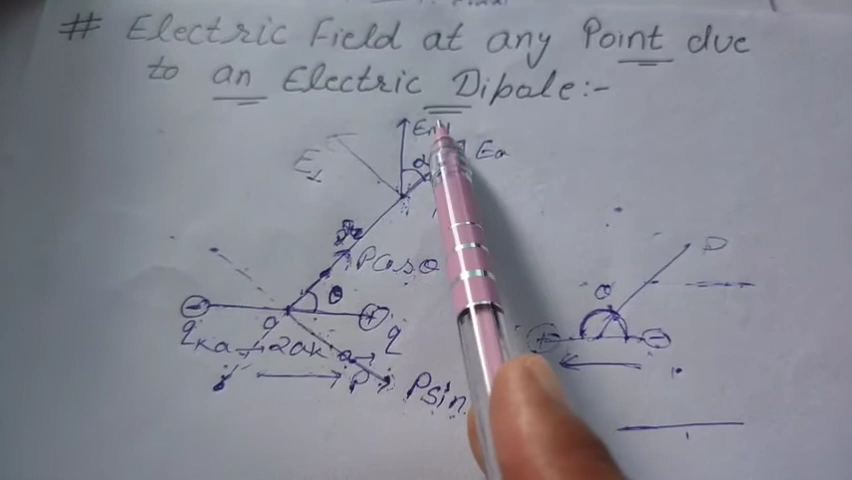 # Electric Field at any Point due
to an Electric Dipole:-
E⊥
α
Ea
Pcosθ
θ
q
q
2a
P
Psin
P
θ
+
-